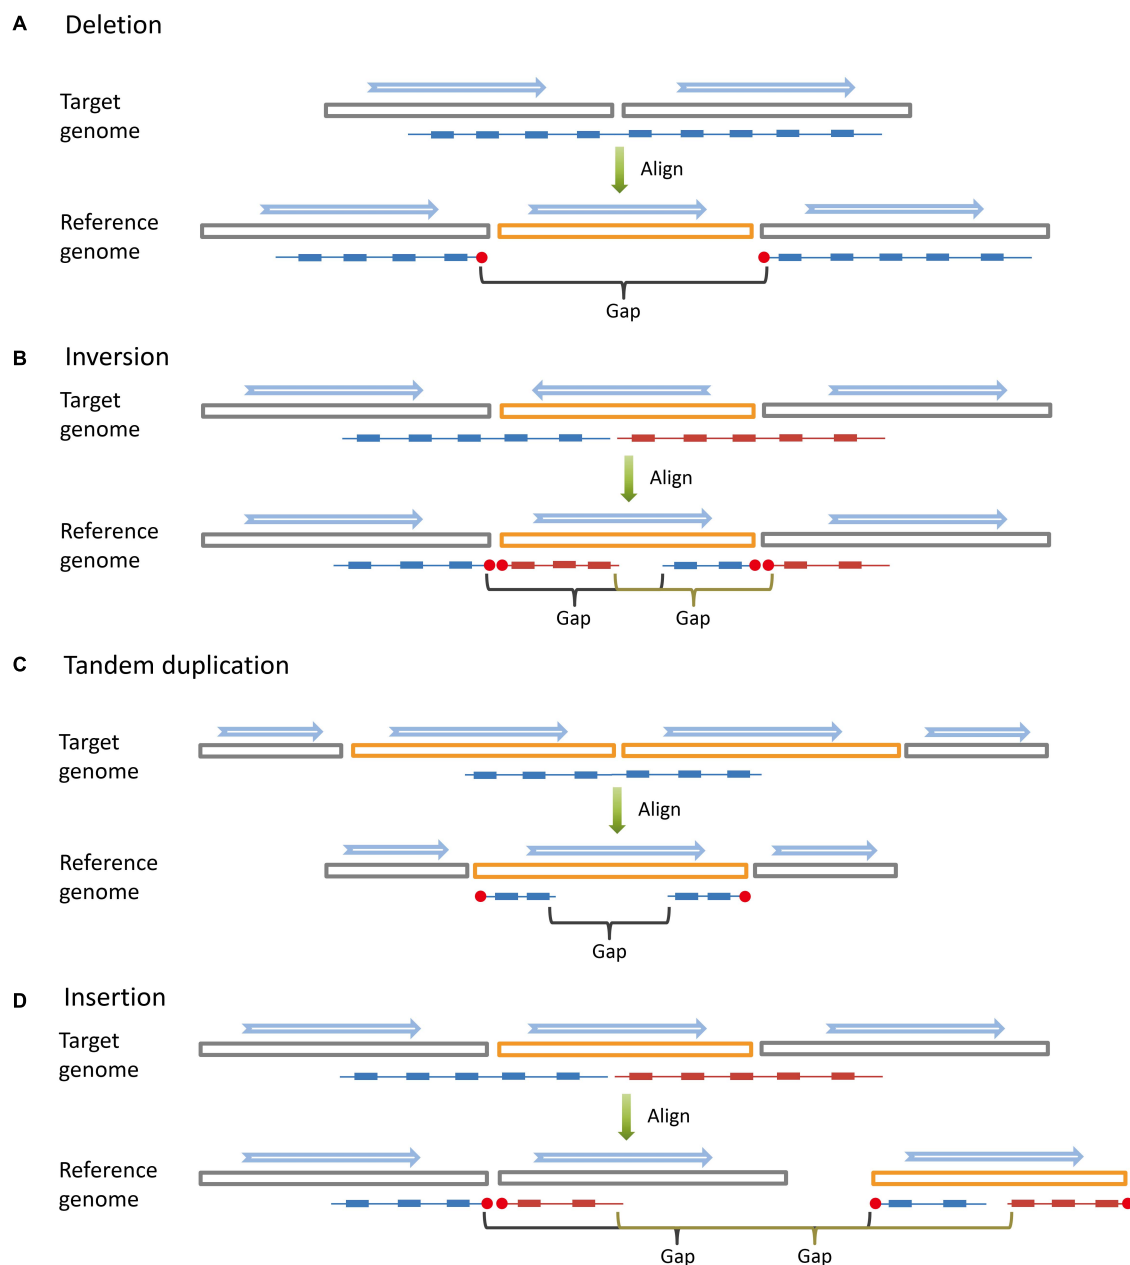 A Deletion
Target
genome
Align
Reference
genome
Gap
B Inversion
Target
genome
Align
Reference
genome
Gap Gap
C Tandem duplication
Target
genome
Align
Reference
genome
Gap
D Insertion
Target
genome
Align
Reference
genome
Gap Gap